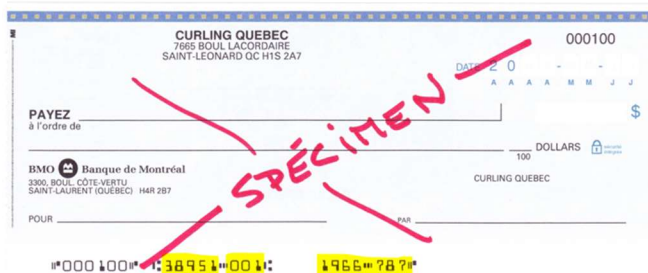 CURLING QUEBEC
7665 BOUL LACORDAIRE
SAINT-LEONARD QC H1S 2A7
000100
DATE 2 0 - -
A A A A M M J J
PAYEZ
à l'ordre de
$
100 DOLLARS
BMO Banque de Montréal
3300, BOUL. CÔTE-VERTU
SAINT-LAURENT (QUÉBEC) H4R 2B7
CURLING QUEBEC
POUR
PAR
SPÉCIMEN
⑈000100⑈ ⑆38951⑉001⑆ 1966⑉787⑈